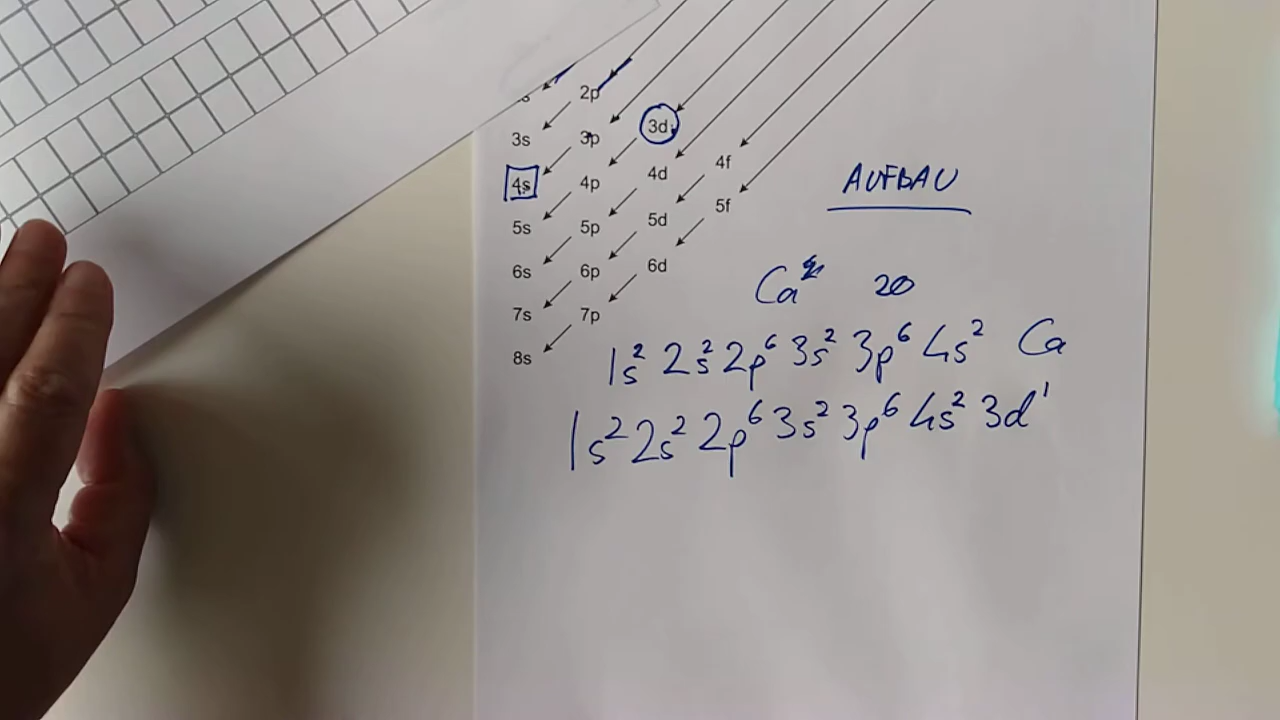 2p
3s 3p 3d
4s 4p 4d 4f
5s 5p 5d 5f
6s 6p 6d
7s 7p
8s
AUFBAU
Ca 20
1s² 2s² 2p⁶ 3s² 3p⁶ 4s² Ca
1s² 2s² 2p⁶ 3s² 3p⁶ 4s² 3d¹